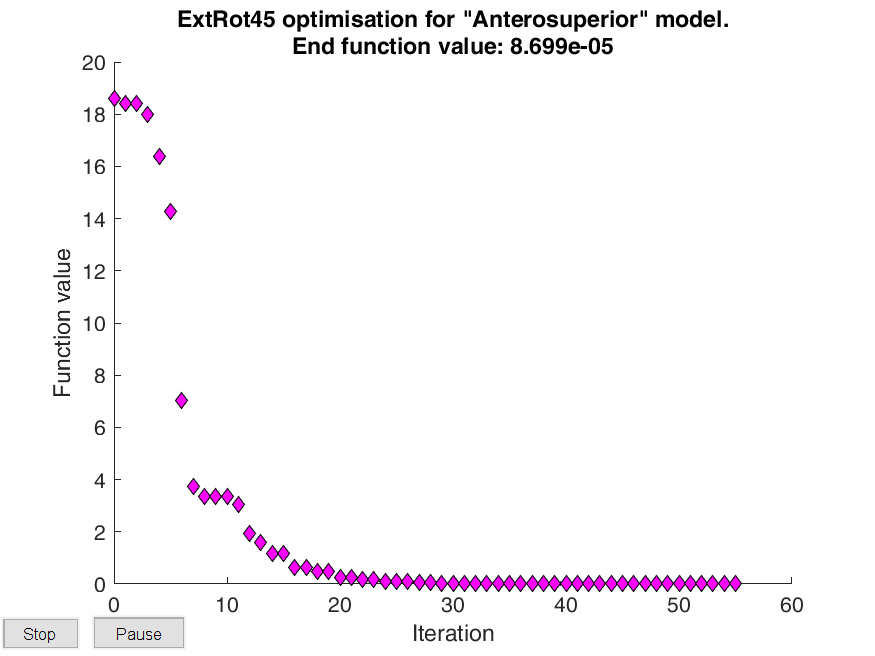 ExtRot45 optimisation for "Anterosuperior" model.
End function value: 8.699e-05
20
18
16
14
12
10
8
6
4
2
0
Function value
0 10 20 30 40 50 60
Iteration
Stop Pause